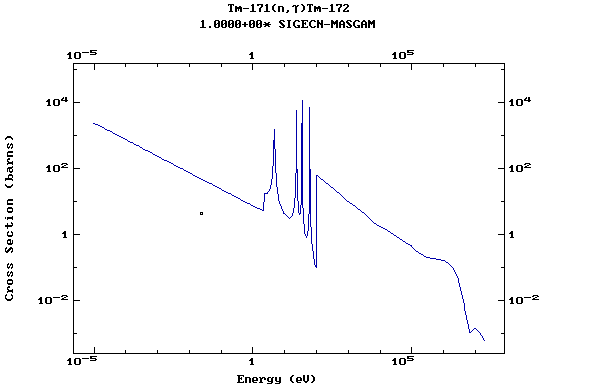 Tm-171(n,γ)Tm-172
1.0000+00* SIGECN-MASGAM
10⁻⁵ 1 10⁵
10⁴ 10⁴
10² 10²
1 1
10⁻² 10⁻²
Cross Section (barns)
10⁻⁵ 1 10⁵
Energy (eV)